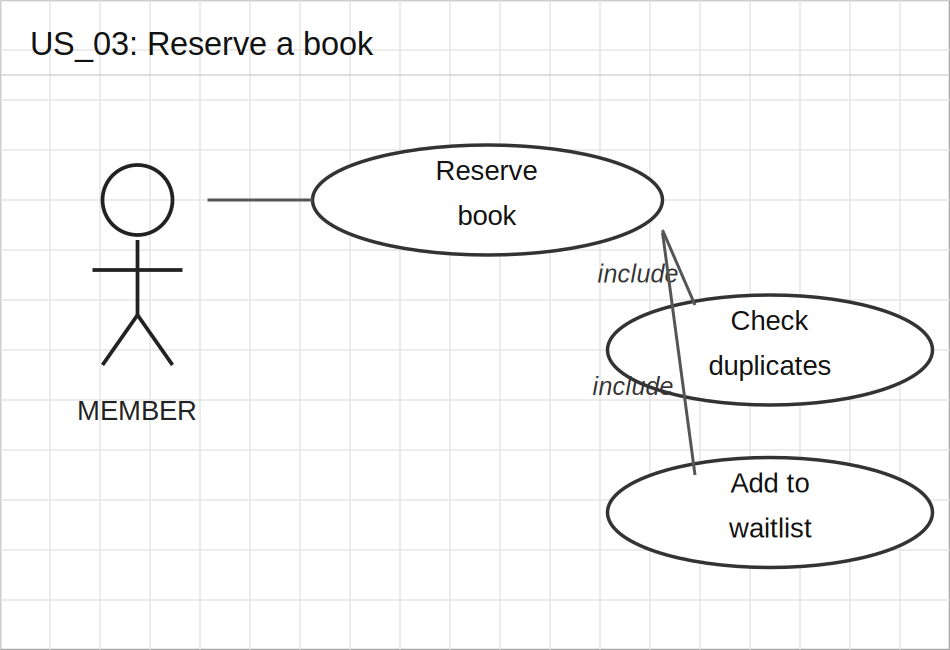 US_03: Reserve a book
Reserve
book
include
Check
duplicates
include
MEMBER
Add to
waitlist